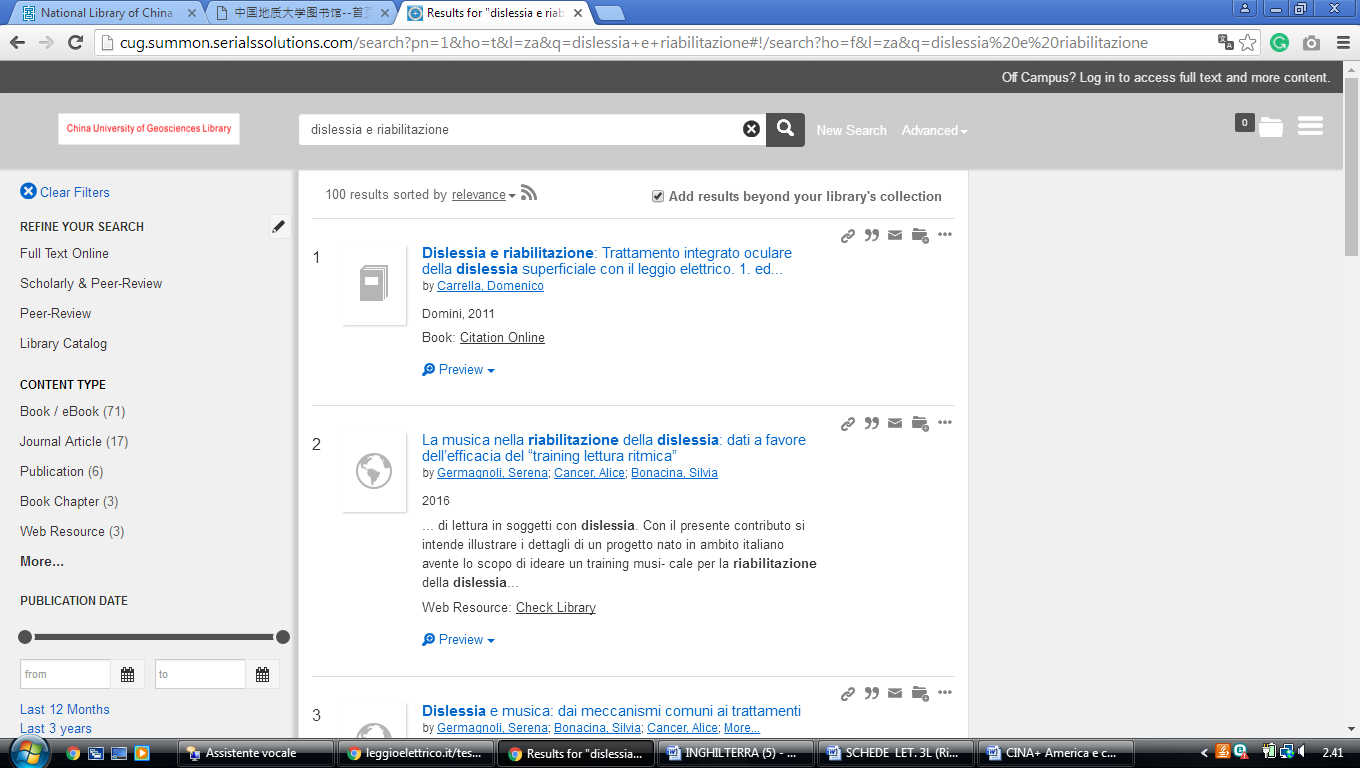 National Library of China
中国地质大学图书馆--首页
Results for "dislessia e riab
cug.summon.serialssolutions.com/search?pn=1&ho=t&l=za&q=dislessia+e+riabilitazione#!/search?ho=f&l=za&q=dislessia%20e%20riabilitazione
Off Campus? Log in to access full text and more content.
China University of Geosciences Library
dislessia e riabilitazione
New Search
Advanced
0
Clear Filters
REFINE YOUR SEARCH
Full Text Online
Scholarly & Peer-Review
Peer-Review
Library Catalog
CONTENT TYPE
Book / eBook (71)
Journal Article (17)
Publication (6)
Book Chapter (3)
Web Resource (3)
More...
PUBLICATION DATE
from
to
Last 12 Months
Last 3 years
100 results sorted by relevance
Add results beyond your library's collection
1
Dislessia e riabilitazione: Trattamento integrato oculare
della dislessia superficiale con il leggio elettrico. 1. ed...
by Carrella, Domenico
Domini, 2011
Book: Citation Online
Preview
2
La musica nella riabilitazione della dislessia: dati a favore
dell’efficacia del “training lettura ritmica”
by Germagnoli, Serena; Cancer, Alice; Bonacina, Silvia
2016
... di lettura in soggetti con dislessia. Con il presente contributo si
intende illustrare i dettagli di un progetto nato in ambito italiano
avente lo scopo di ideare un training musi- cale per la riabilitazione
della dislessia...
Web Resource: Check Library
Preview
3
Dislessia e musica: dai meccanismi comuni ai trattamenti
by Germagnoli, Serena; Bonacina, Silvia; Cancer, Alice; More...
Assistente vocale
leggioelettrico.it/tes...
Results for "dislessia...
INGHILTERRA (5) - ...
SCHEDE LET. 3L (Ri...
CINA+ America e c...
2.41